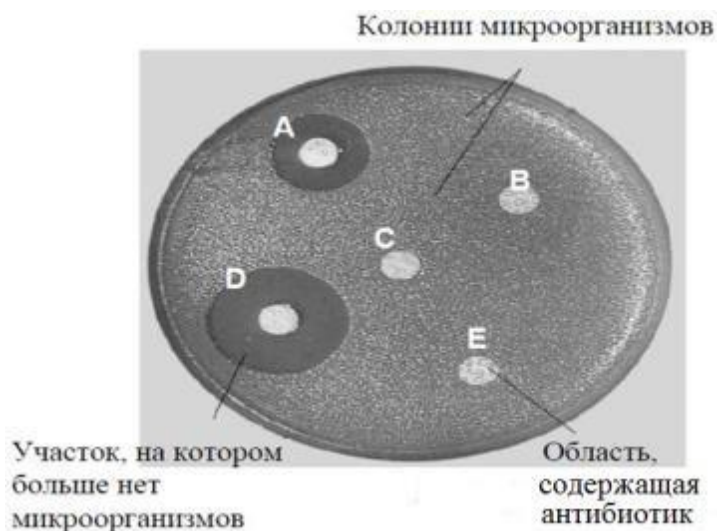 Колонии микроорганизмов
A
B
C
D
E
Участок, на котором
больше нет
микроорганизмов
Область,
содержащая
антибиотик